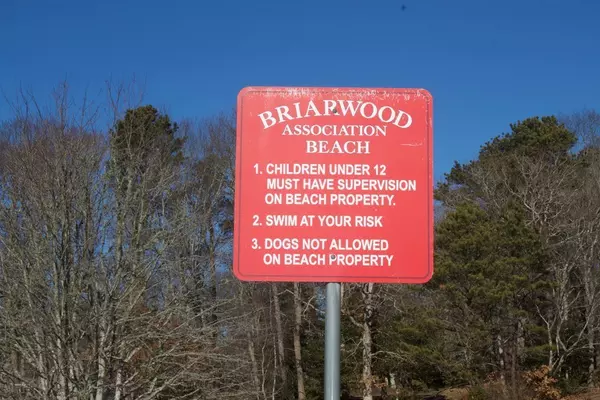 BRIARWOOD
ASSOCIATION
BEACH
1. CHILDREN UNDER 12
MUST HAVE SUPERVISION
ON BEACH PROPERTY.
2. SWIM AT YOUR RISK
3. DOGS NOT ALLOWED
ON BEACH PROPERTY